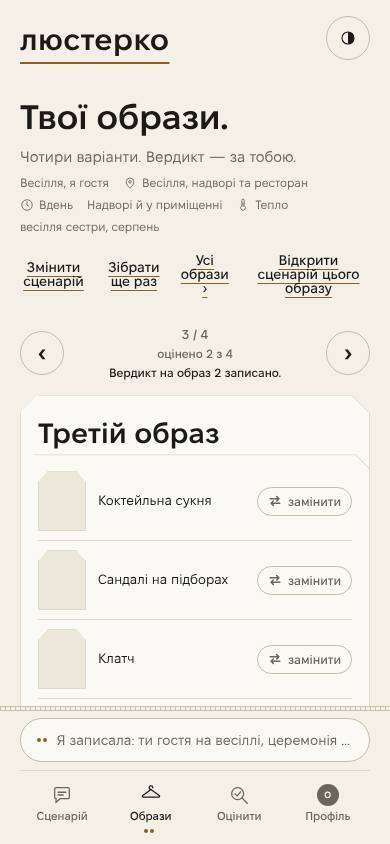 люстерко
Твої образи.
Чотири варіанти. Вердикт — за тобою.
Весілля, я гостя Весілля, надворі та ресторан
Вдень Надворі й у приміщенні Тепло
весілля сестри, серпень
Змінити сценарій
Зібрати ще раз
Усі образи ›
Відкрити сценарій цього образу
‹
3 / 4
оцінено 2 з 4
Вердикт на образ 2 записано.
›
Третій образ
Коктейльна сукня замінити
Сандалі на підборах замінити
Клатч замінити
Я записала: ти гостя на весіллі, церемонія ...
Сценарій Образи Оцінити О Профіль